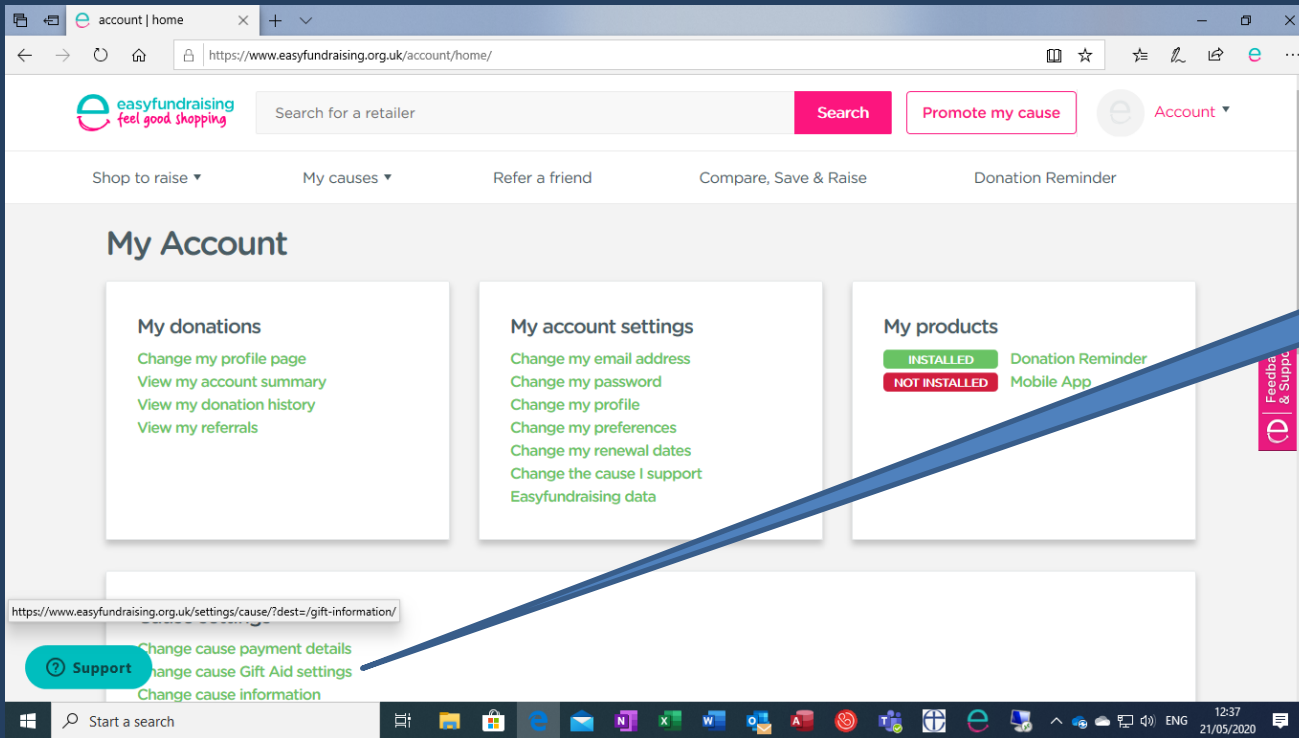 account | home
https://www.easyfundraising.org.uk/account/home/
easyfundraising
feel good shopping
Search for a retailer
Search
Promote my cause
Account
Shop to raise
My causes
Refer a friend
Compare, Save & Raise
Donation Reminder
My Account
My donations
Change my profile page
View my account summary
View my donation history
View my referrals
My account settings
Change my email address
Change my password
Change my profile
Change my preferences
Change my renewal dates
Change the cause I support
Easyfundraising data
My products
INSTALLED Donation Reminder
NOT INSTALLED Mobile App
& Suppo
Feedba
https://www.easyfundraising.org.uk/settings/cause/?dest=/gift-information/
Change cause payment details
Change cause Gift Aid settings
Change cause information
Support
Start a search
ENG
12:37
21/05/2020